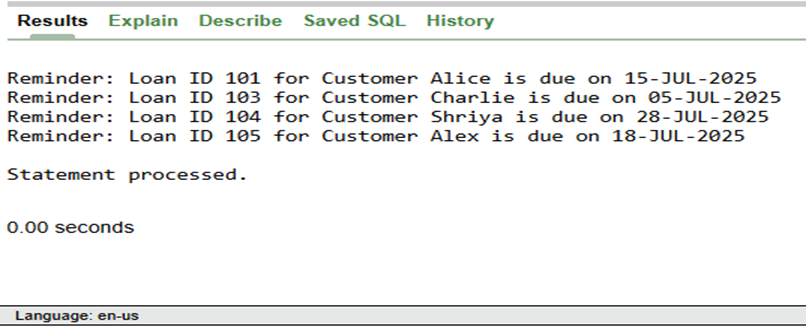 Results Explain Describe Saved SQL History
Reminder: Loan ID 101 for Customer Alice is due on 15-JUL-2025
Reminder: Loan ID 103 for Customer Charlie is due on 05-JUL-2025
Reminder: Loan ID 104 for Customer Shriya is due on 28-JUL-2025
Reminder: Loan ID 105 for Customer Alex is due on 18-JUL-2025
Statement processed.
0.00 seconds
Language: en-us